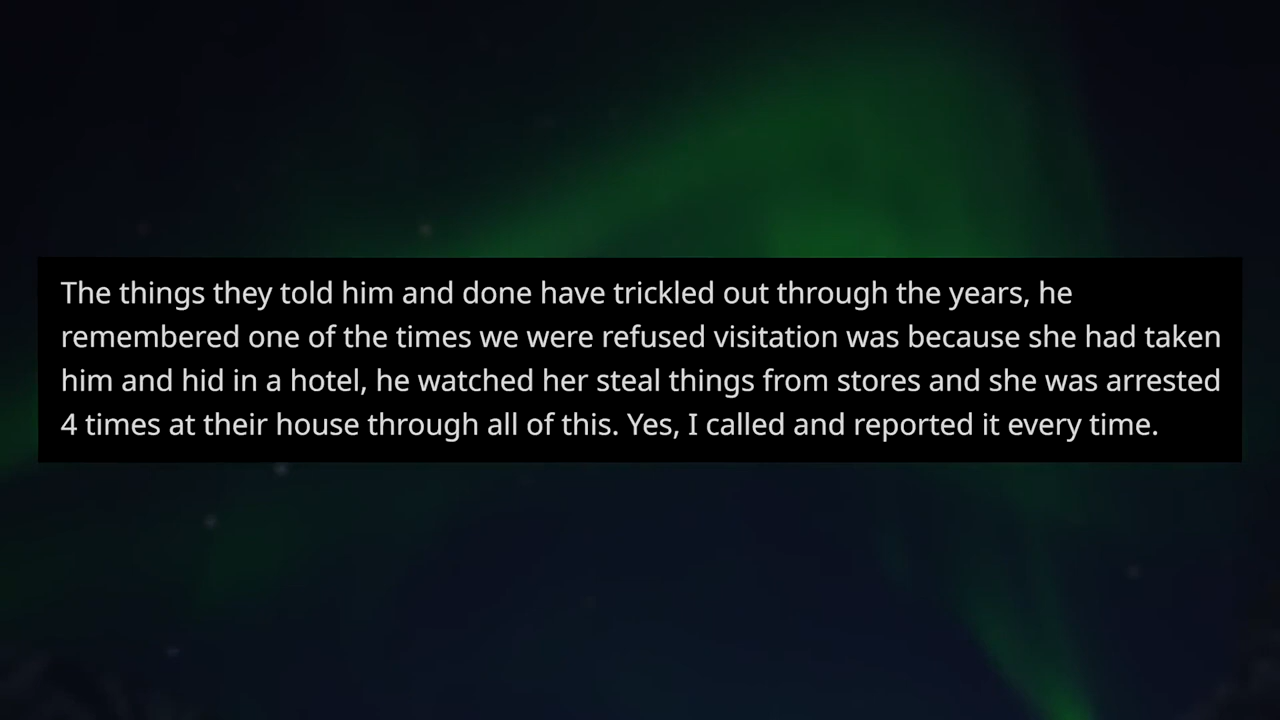 The things they told him and done have trickled out through the years, he
remembered one of the times we were refused visitation was because she had taken
him and hid in a hotel, he watched her steal things from stores and she was arrested
4 times at their house through all of this. Yes, I called and reported it every time.